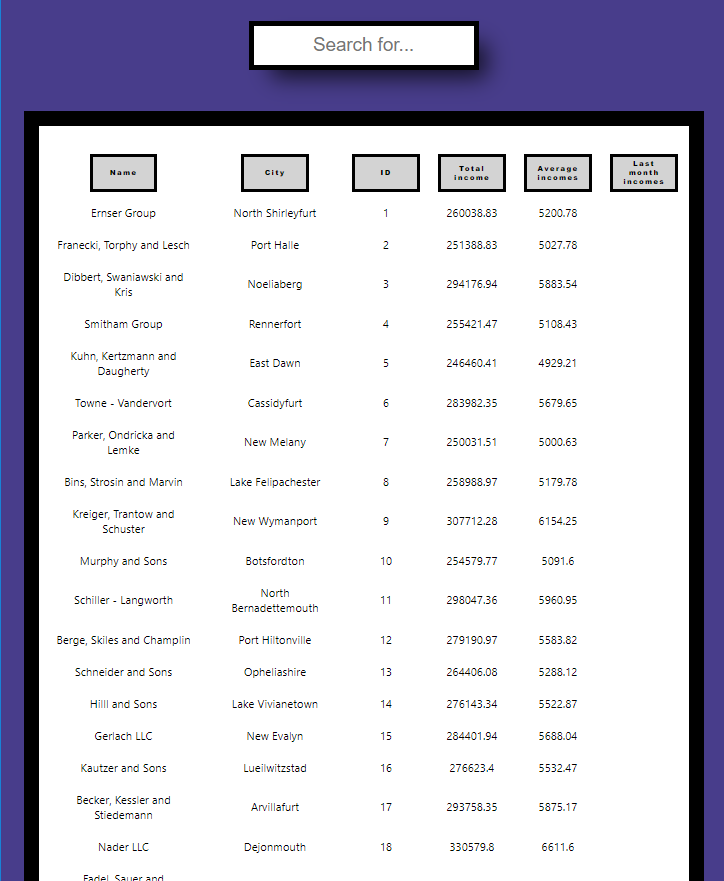 Search for...
Name City ID Total income Average incomes Last month incomes
Ernser Group North Shirleyfurt 1 260038.83 5200.78
Franecki, Torphy and Lesch Port Halle 2 251388.83 5027.78
Dibbert, Swaniawski and Kris Noeliaberg 3 294176.94 5883.54
Smitham Group Rennerfort 4 255421.47 5108.43
Kuhn, Kertzmann and Daugherty East Dawn 5 246460.41 4929.21
Towne - Vandervort Cassidyfurt 6 283982.35 5679.65
Parker, Ondricka and Lemke New Melany 7 250031.51 5000.63
Bins, Strosin and Marvin Lake Felipachester 8 258988.97 5179.78
Kreiger, Trantow and Schuster New Wymanport 9 307712.28 6154.25
Murphy and Sons Botsfordton 10 254579.77 5091.6
Schiller - Langworth North Bernadettemouth 11 298047.36 5960.95
Berge, Skiles and Champlin Port Hiltonville 12 279190.97 5583.82
Schneider and Sons Opheliashire 13 264406.08 5288.12
Hilll and Sons Lake Vivianetown 14 276143.34 5522.87
Gerlach LLC New Evalyn 15 284401.94 5688.04
Kautzer and Sons Lueilwitzstad 16 276623.4 5532.47
Becker, Kessler and Stiedemann Arvillafurt 17 293758.35 5875.17
Nader LLC Dejonmouth 18 330579.8 6611.6
Fadel, Sauer and